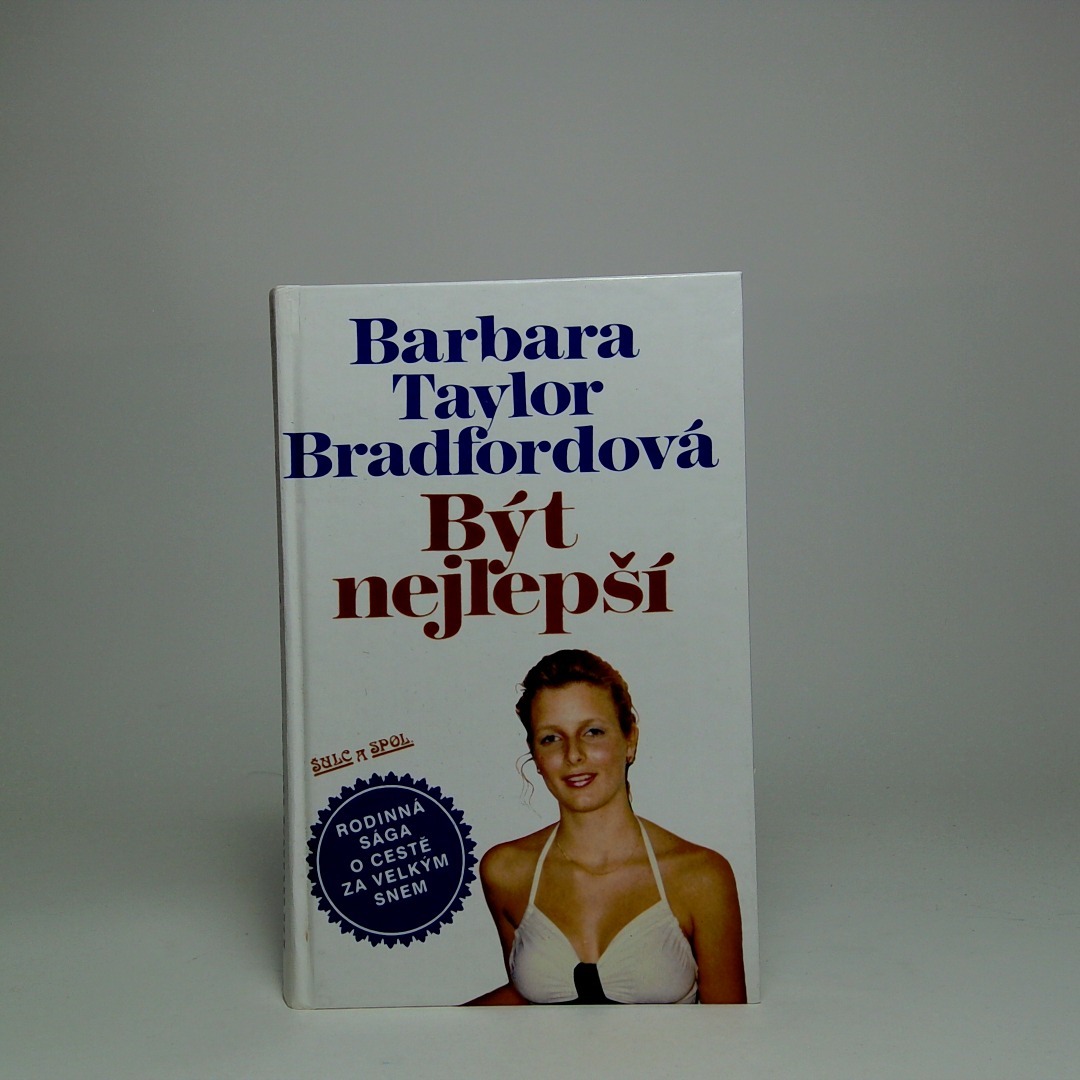 Barbara
Taylor
Bradfordová
Být
nejlepší
ŠULC A SPOL.
RODINNÁ
SÁGA
O CESTĚ
ZA VELKÝM
SNEM